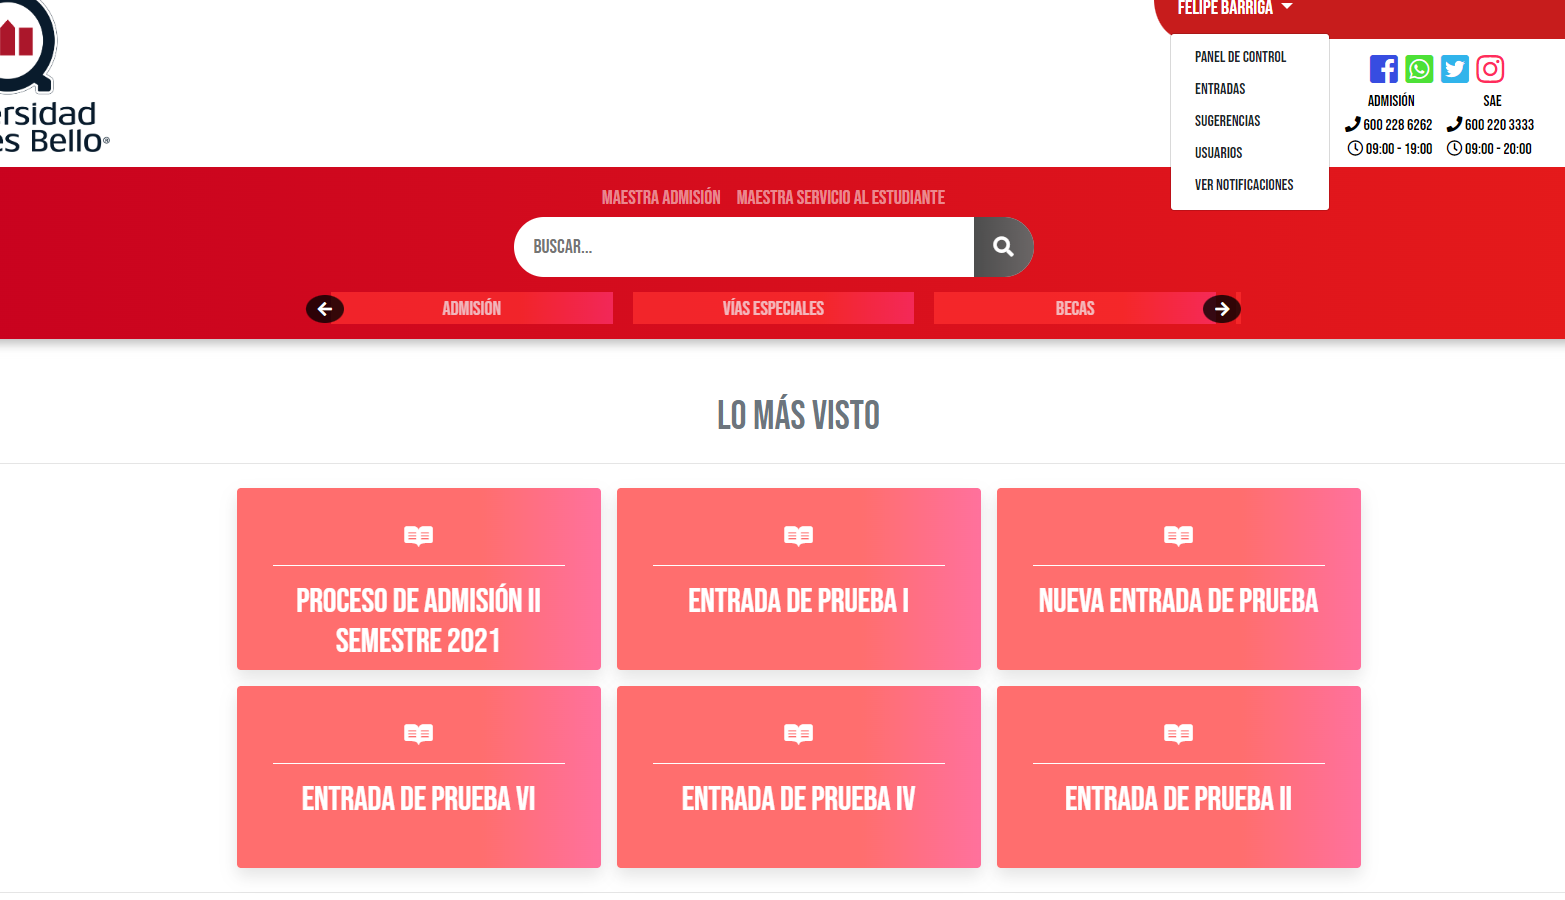 FELIPE BARRIGA
PANEL DE CONTROL
ENTRADAS
SUGERENCIAS
USUARIOS
VER NOTIFICACIONES
ADMISIÓN SAE
600 228 6262 600 220 3333
09:00 - 19:00 09:00 - 20:00
ersidad
es Bello®
MAESTRA ADMISIÓN MAESTRA SERVICIO AL ESTUDIANTE
BUSCAR...
ADMISIÓN VÍAS ESPECIALES BECAS
LO MÁS VISTO
PROCESO DE ADMISIÓN II
SEMESTRE 2021
ENTRADA DE PRUEBA I
NUEVA ENTRADA DE PRUEBA
ENTRADA DE PRUEBA VI
ENTRADA DE PRUEBA IV
ENTRADA DE PRUEBA II